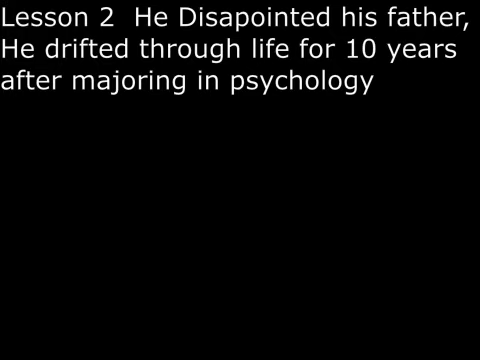 Lesson 2  He Disapointed his father,
He drifted through life for 10 years
after majoring in psychology